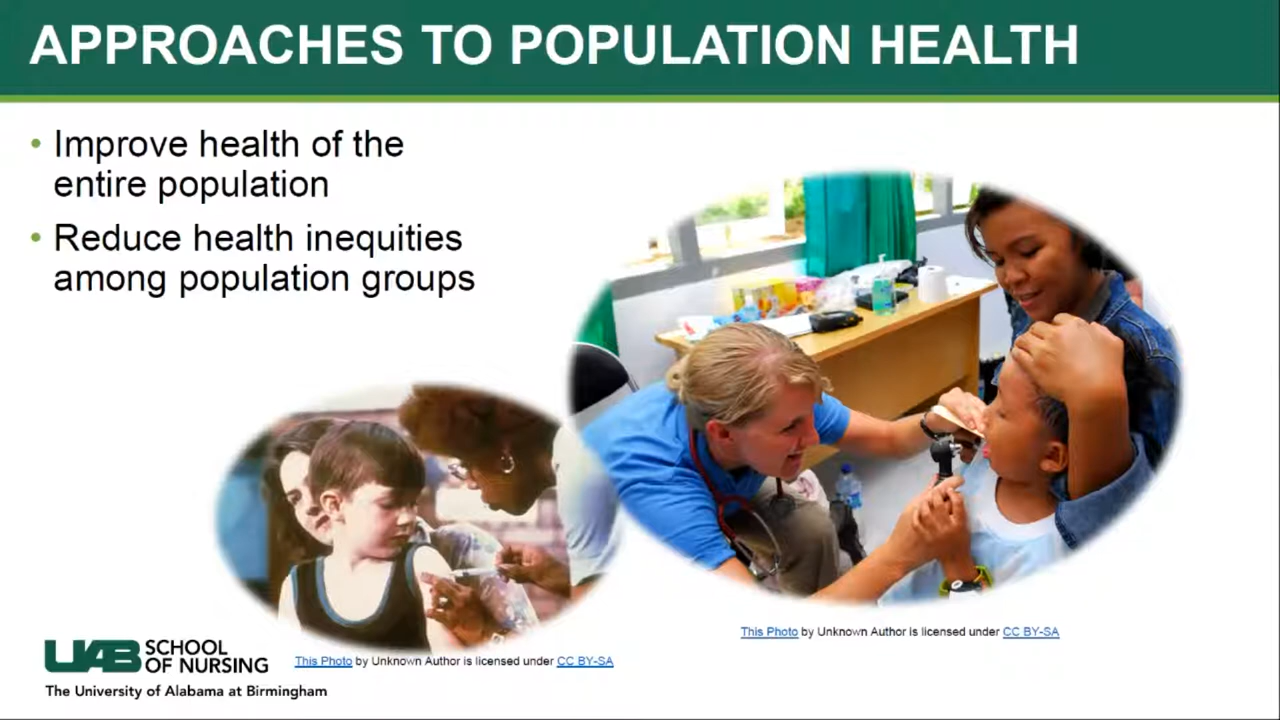 APPROACHES TO POPULATION HEALTH
• Improve health of the
entire population
• Reduce health inequities
among population groups
This Photo by Unknown Author is licensed under CC BY-SA
UAB SCHOOL
OF NURSING
This Photo by Unknown Author is licensed under CC BY-SA
The University of Alabama at Birmingham